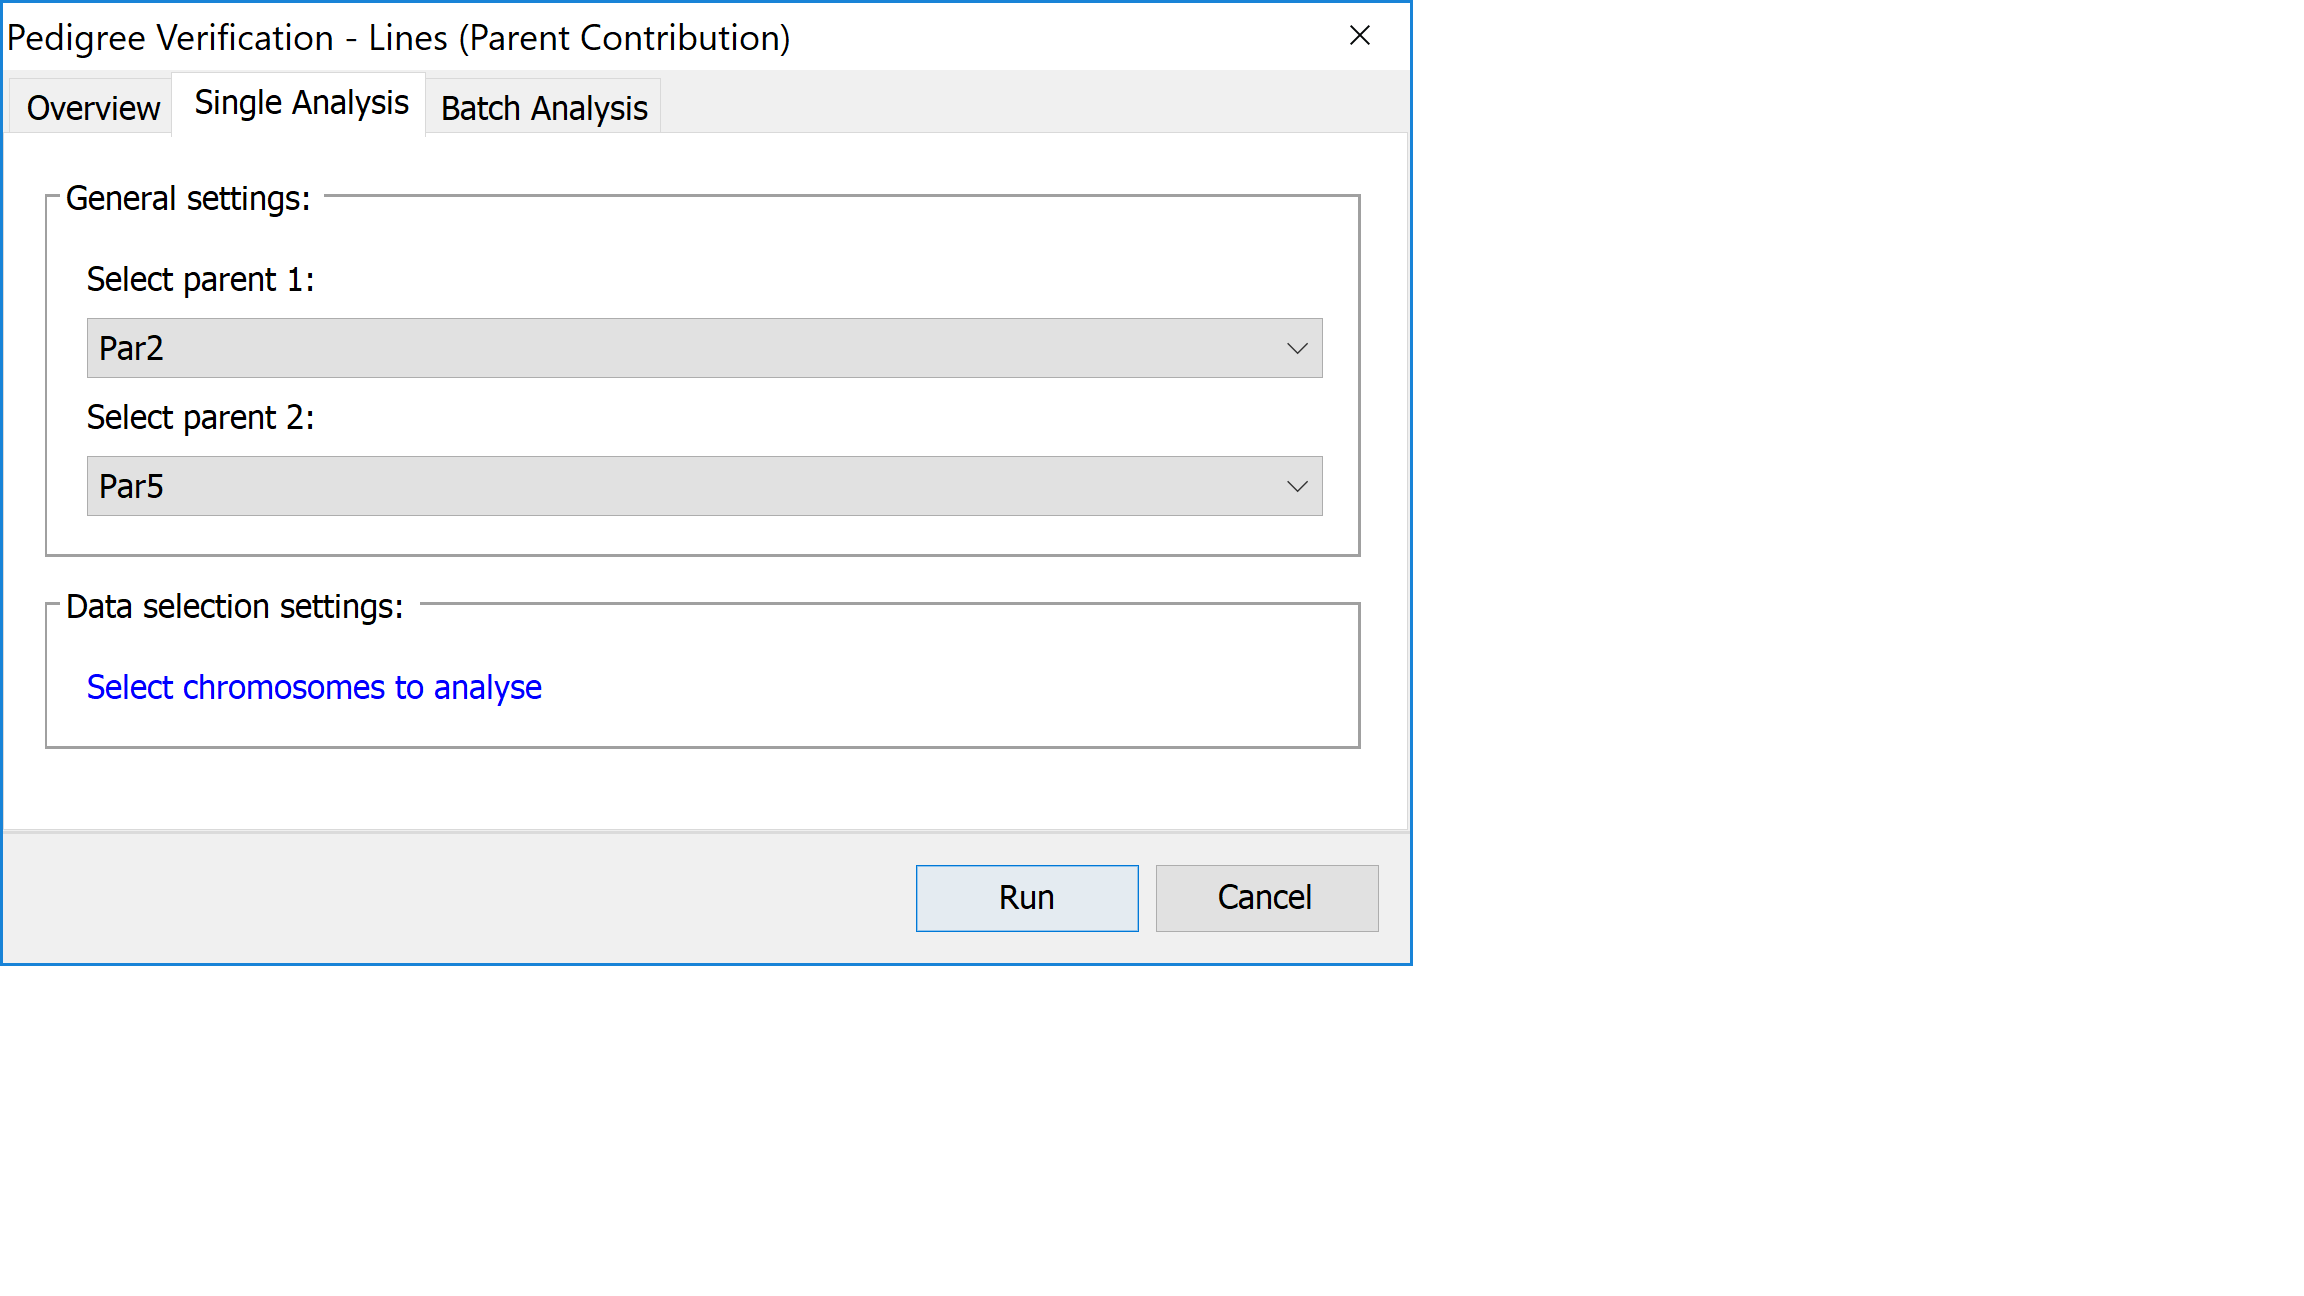 Pedigree Verification - Lines (Parent Contribution)
Overview Single Analysis Batch Analysis
General settings:
Select parent 1:
Par2
Select parent 2:
Par5
Data selection settings:
Select chromosomes to analyse
Run Cancel